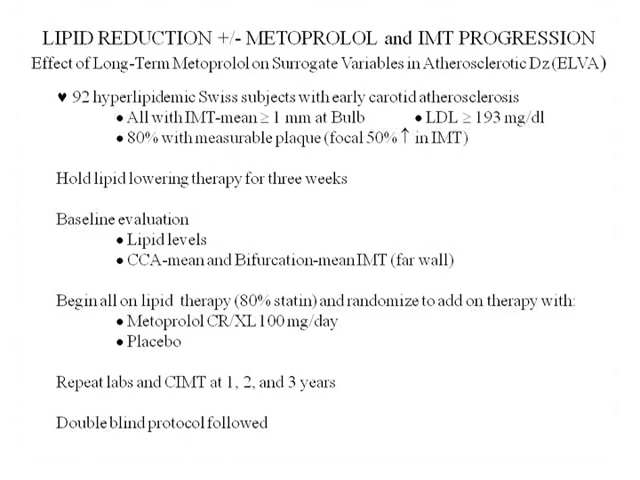 LIPID REDUCTION +/- METOPROLOL and IMT PROGRESSION
Effect of Long-Term Metoprolol on Surrogate Variables in Atherosclerotic Dz (ELVA)
♥ 92 hyperlipidemic Swiss subjects with early carotid atherosclerosis
• All with IMT-mean ≥ 1 mm at Bulb • LDL ≥ 193 mg/dl
• 80% with measurable plaque (focal 50% ↑ in IMT)
Hold lipid lowering therapy for three weeks
Baseline evaluation
• Lipid levels
• CCA-mean and Bifurcation-mean IMT (far wall)
Begin all on lipid therapy (80% statin) and randomize to add on therapy with:
• Metoprolol CR/XL 100 mg/day
• Placebo
Repeat labs and CIMT at 1, 2, and 3 years
Double blind protocol followed